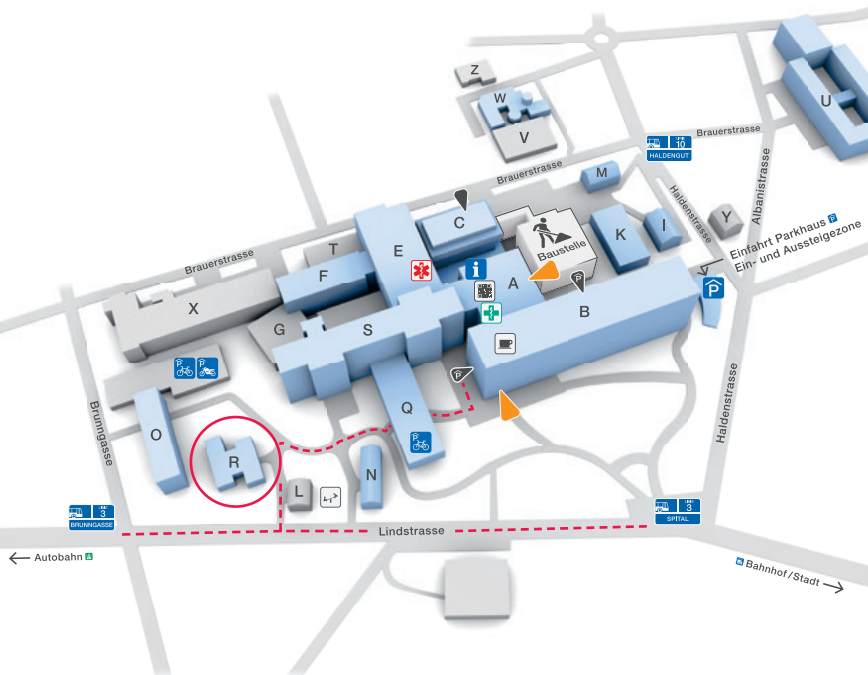 Z
W
V
U
LINIE
10
HALDENGUT
Brauerstrasse
Brauerstrasse
Albanistrasse
Haldenstrasse
M
C
Baustelle
K
I
Y
Einfahrt Parkhaus P
Ein- und Aussteigezone
Brauerstrasse
T
E
F
i
A
P
P
B
X
G
S
P
P
P
Q
P
O
R
N
L
Brunngasse
Haldenstrasse
LINIE
3
BRUNNGASSE
Lindstrasse
LINIE
3
SPITAL
Autobahn
Bahnhof/Stadt